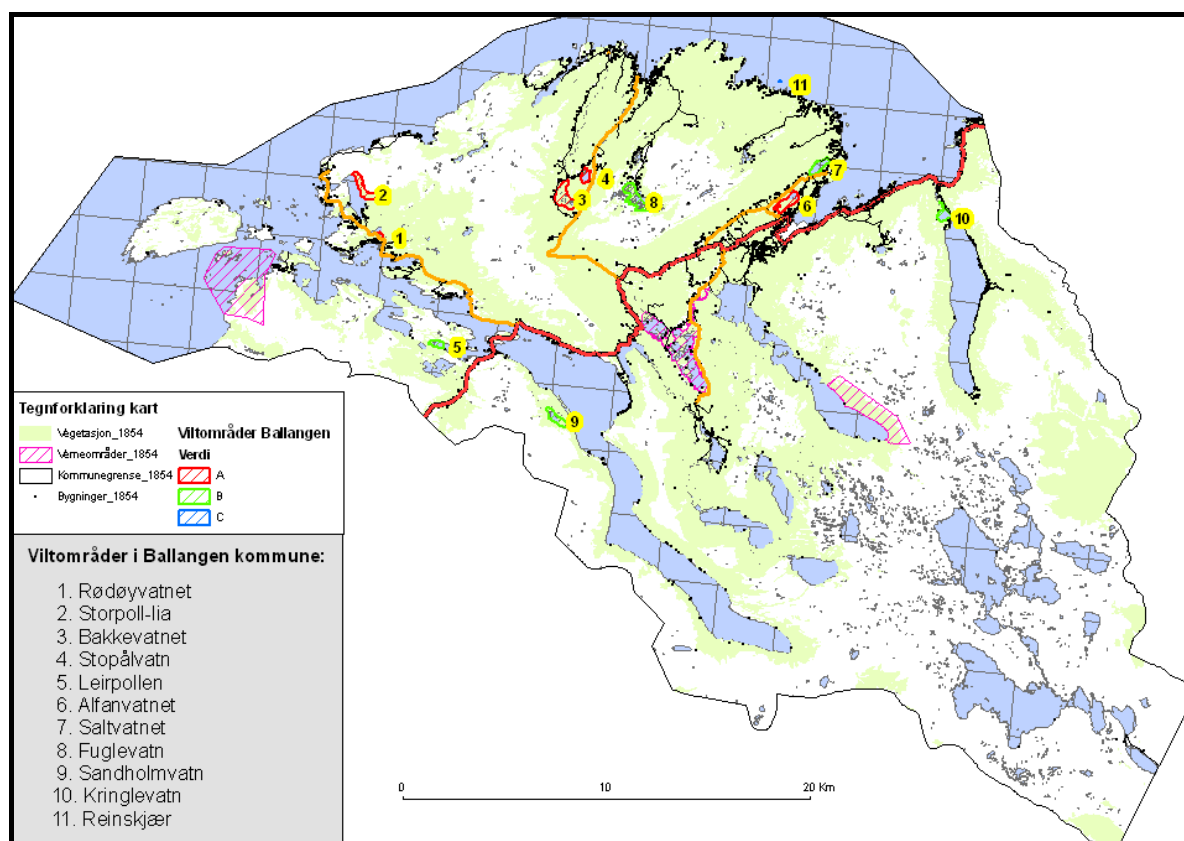 11
2
4
3
8
7
6
10
1
5
9
Tegnforklaring kart
Vegetasjon_1854
Verneområder_1854
Kommunegrense_1854
Bygninger_1854
Viltområder Ballangen
Verdi
A
B
C
Viltområder i Ballangen kommune:
1. Rødøyvatnet
2. Storpoll-lia
3. Bakkevatnet
4. Stopålvatn
5. Leirpollen
6. Alfanvatnet
7. Saltvatnet
8. Fuglevatn
9. Sandholmvatn
10. Kringlevatn
11. Reinskjær
0 10 20 Km